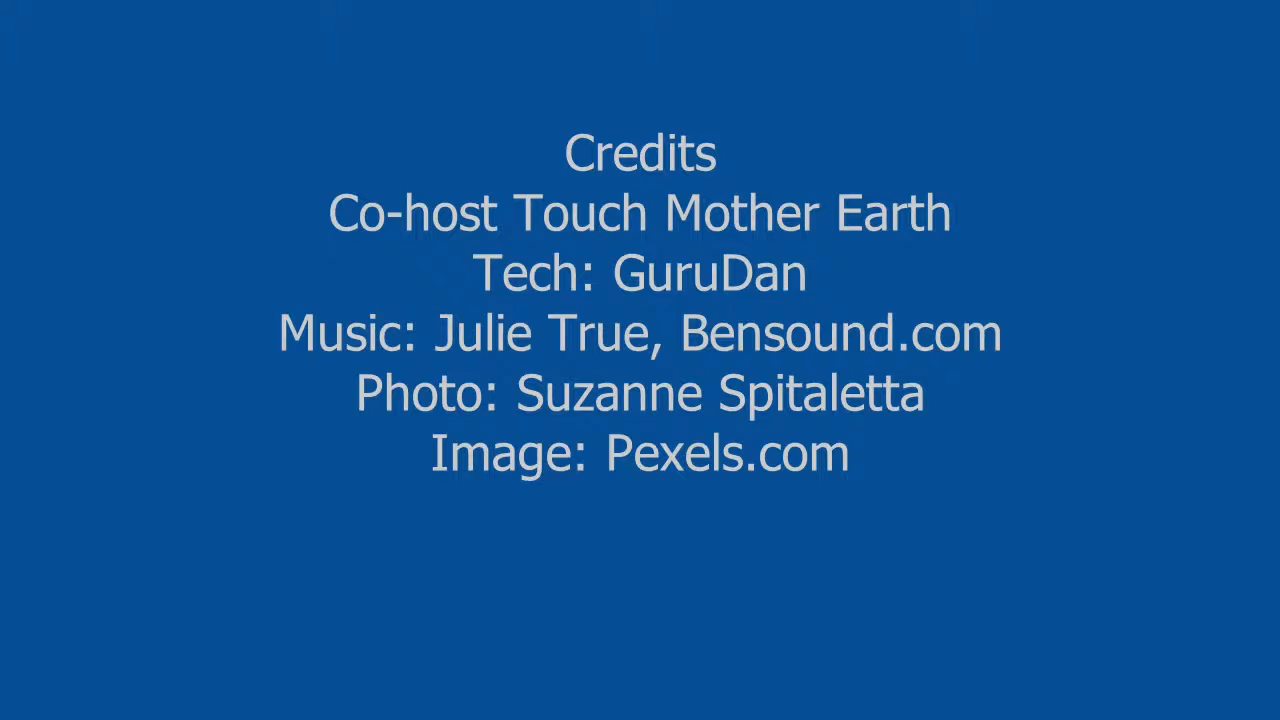 Credits
Co-host Touch Mother Earth
Tech: GuruDan
Music: Julie True, Bensound.com
Photo: Suzanne Spitaletta
Image: Pexels.com